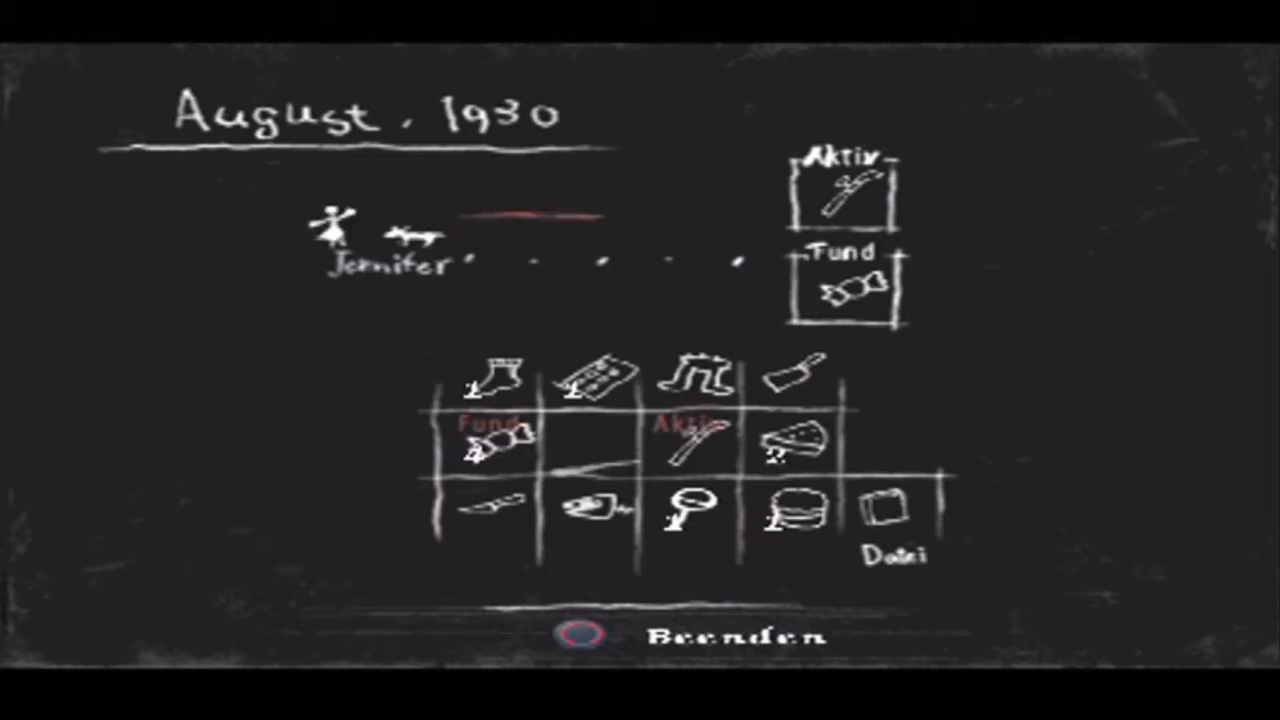 August, 1930
Aktiv
Jennifer
Fund
1 1
Fund Aktiv
4 2
1 1
Datei
Beenden